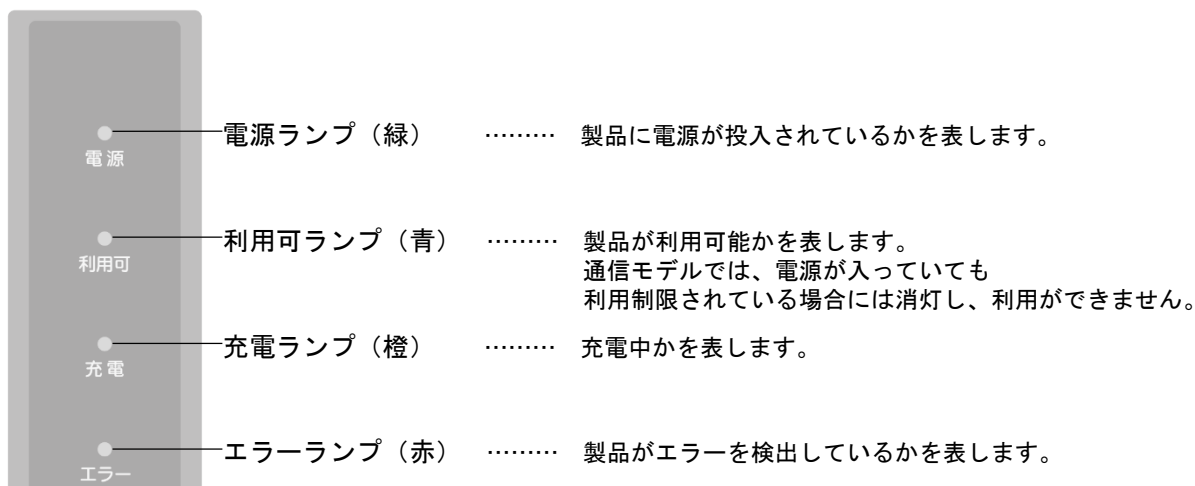 電源ランプ（緑） ……… 製品に電源が投入されているかを表します。
電源
利用可ランプ（青） ……… 製品が利用可能かを表します。
利用可
通信モデルでは、電源が入っていても
利用制限されている場合には消灯し、利用ができません。
充電ランプ（橙） ……… 充電中かを表します。
充電
エラーランプ（赤） ……… 製品がエラーを検出しているかを表します。
エラー